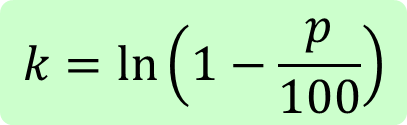 k = ln(1 − p/100)